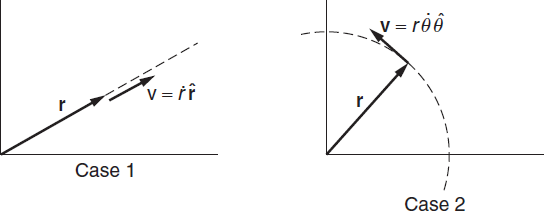 r
v = ṙr̂
Case 1
v = rθ̇θ̂
r
Case 2